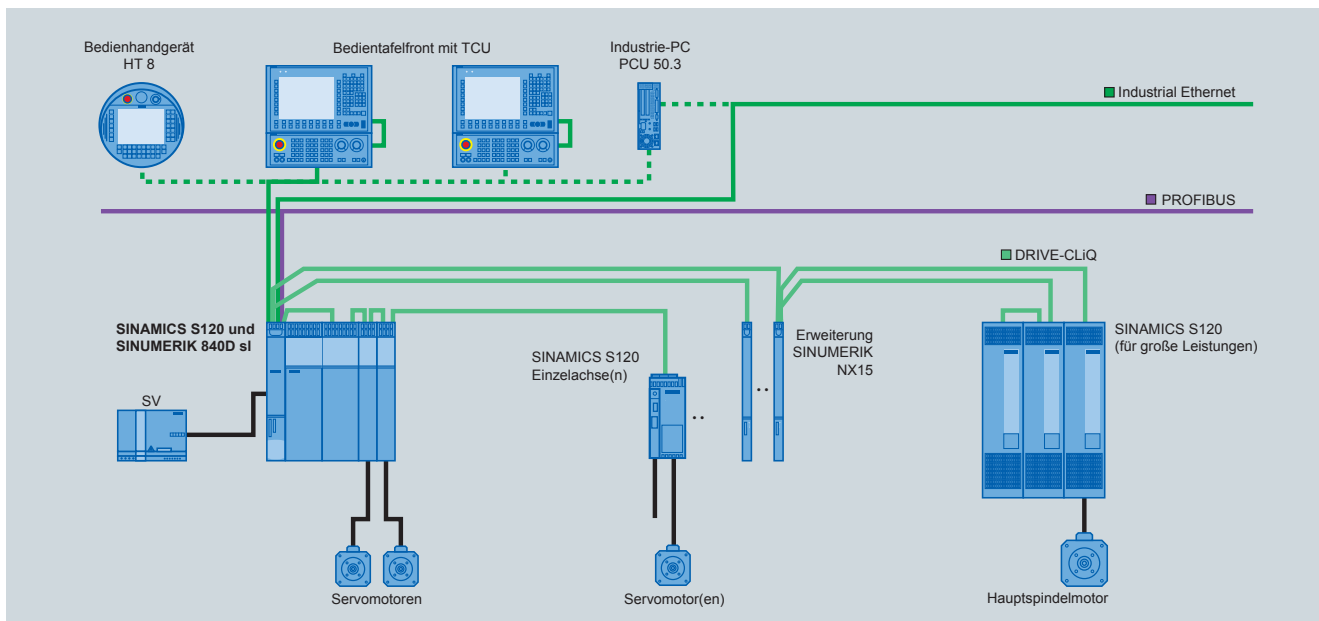 Bedienhandgerät
HT 8
Bedientafelfront mit TCU
Industrie-PC
PCU 50.3
Industrial Ethernet
PROFIBUS
DRIVE-CLiQ
SINAMICS S120 und
SINUMERIK 840D sl
SV
SINAMICS S120
Einzelachse(n)
Erweiterung
SINUMERIK
NX15
SINAMICS S120
(für große Leistungen)
Servomotoren
Servomotor(en)
Hauptspindelmotor